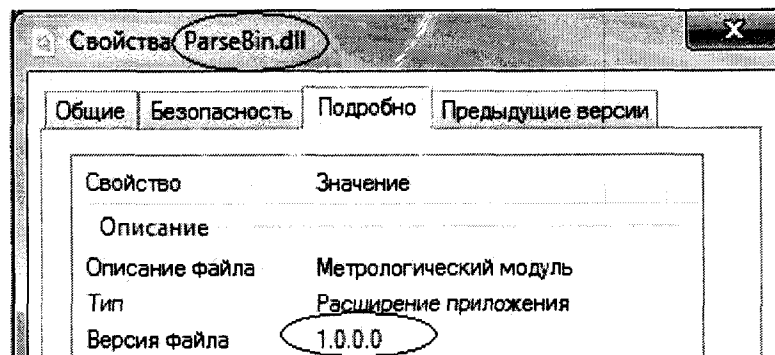 Свойства: ParseBin.dll
Общие Безопасность Подробно Предыдущие версии
Свойство Значение
Описание
Описание файла Метрологический модуль
Тип Расширение приложения
Версия файла 1.0.0.0